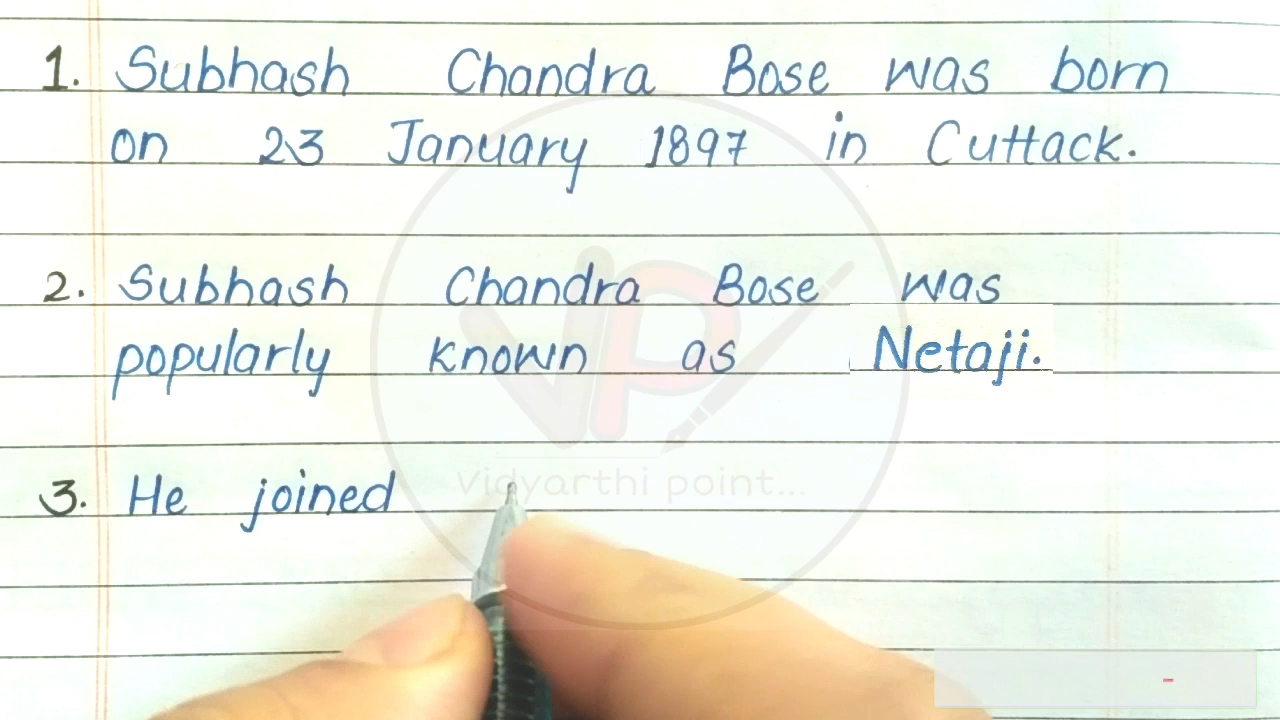 1. Subhash Chandra Bose was born
on 23 January 1897 in Cuttack.
2. Subhash Chandra Bose was
popularly known as Netaji.
3. He joined
VP
Vidyarthi point...